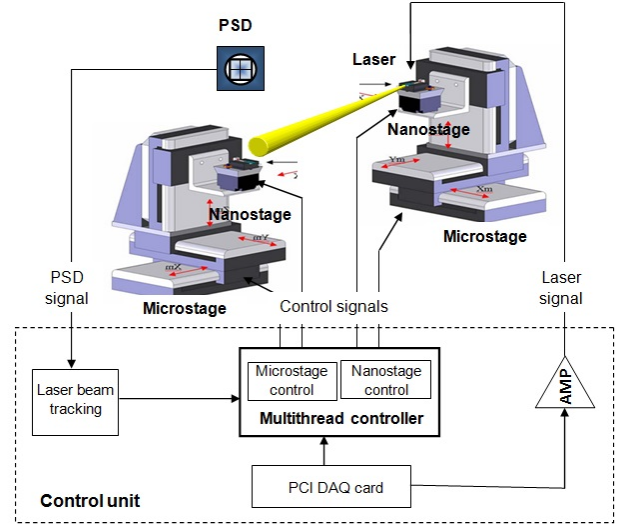 PSD
Laser
Nanostage
Ym
Xm
Microstage
Nanostage
mY
mX
Microstage
PSD
signal
Control signals
Laser
signal
Laser beam
tracking
Microstage
control
Nanostage
control
Multithread controller
AMP
PCI DAQ card
Control unit